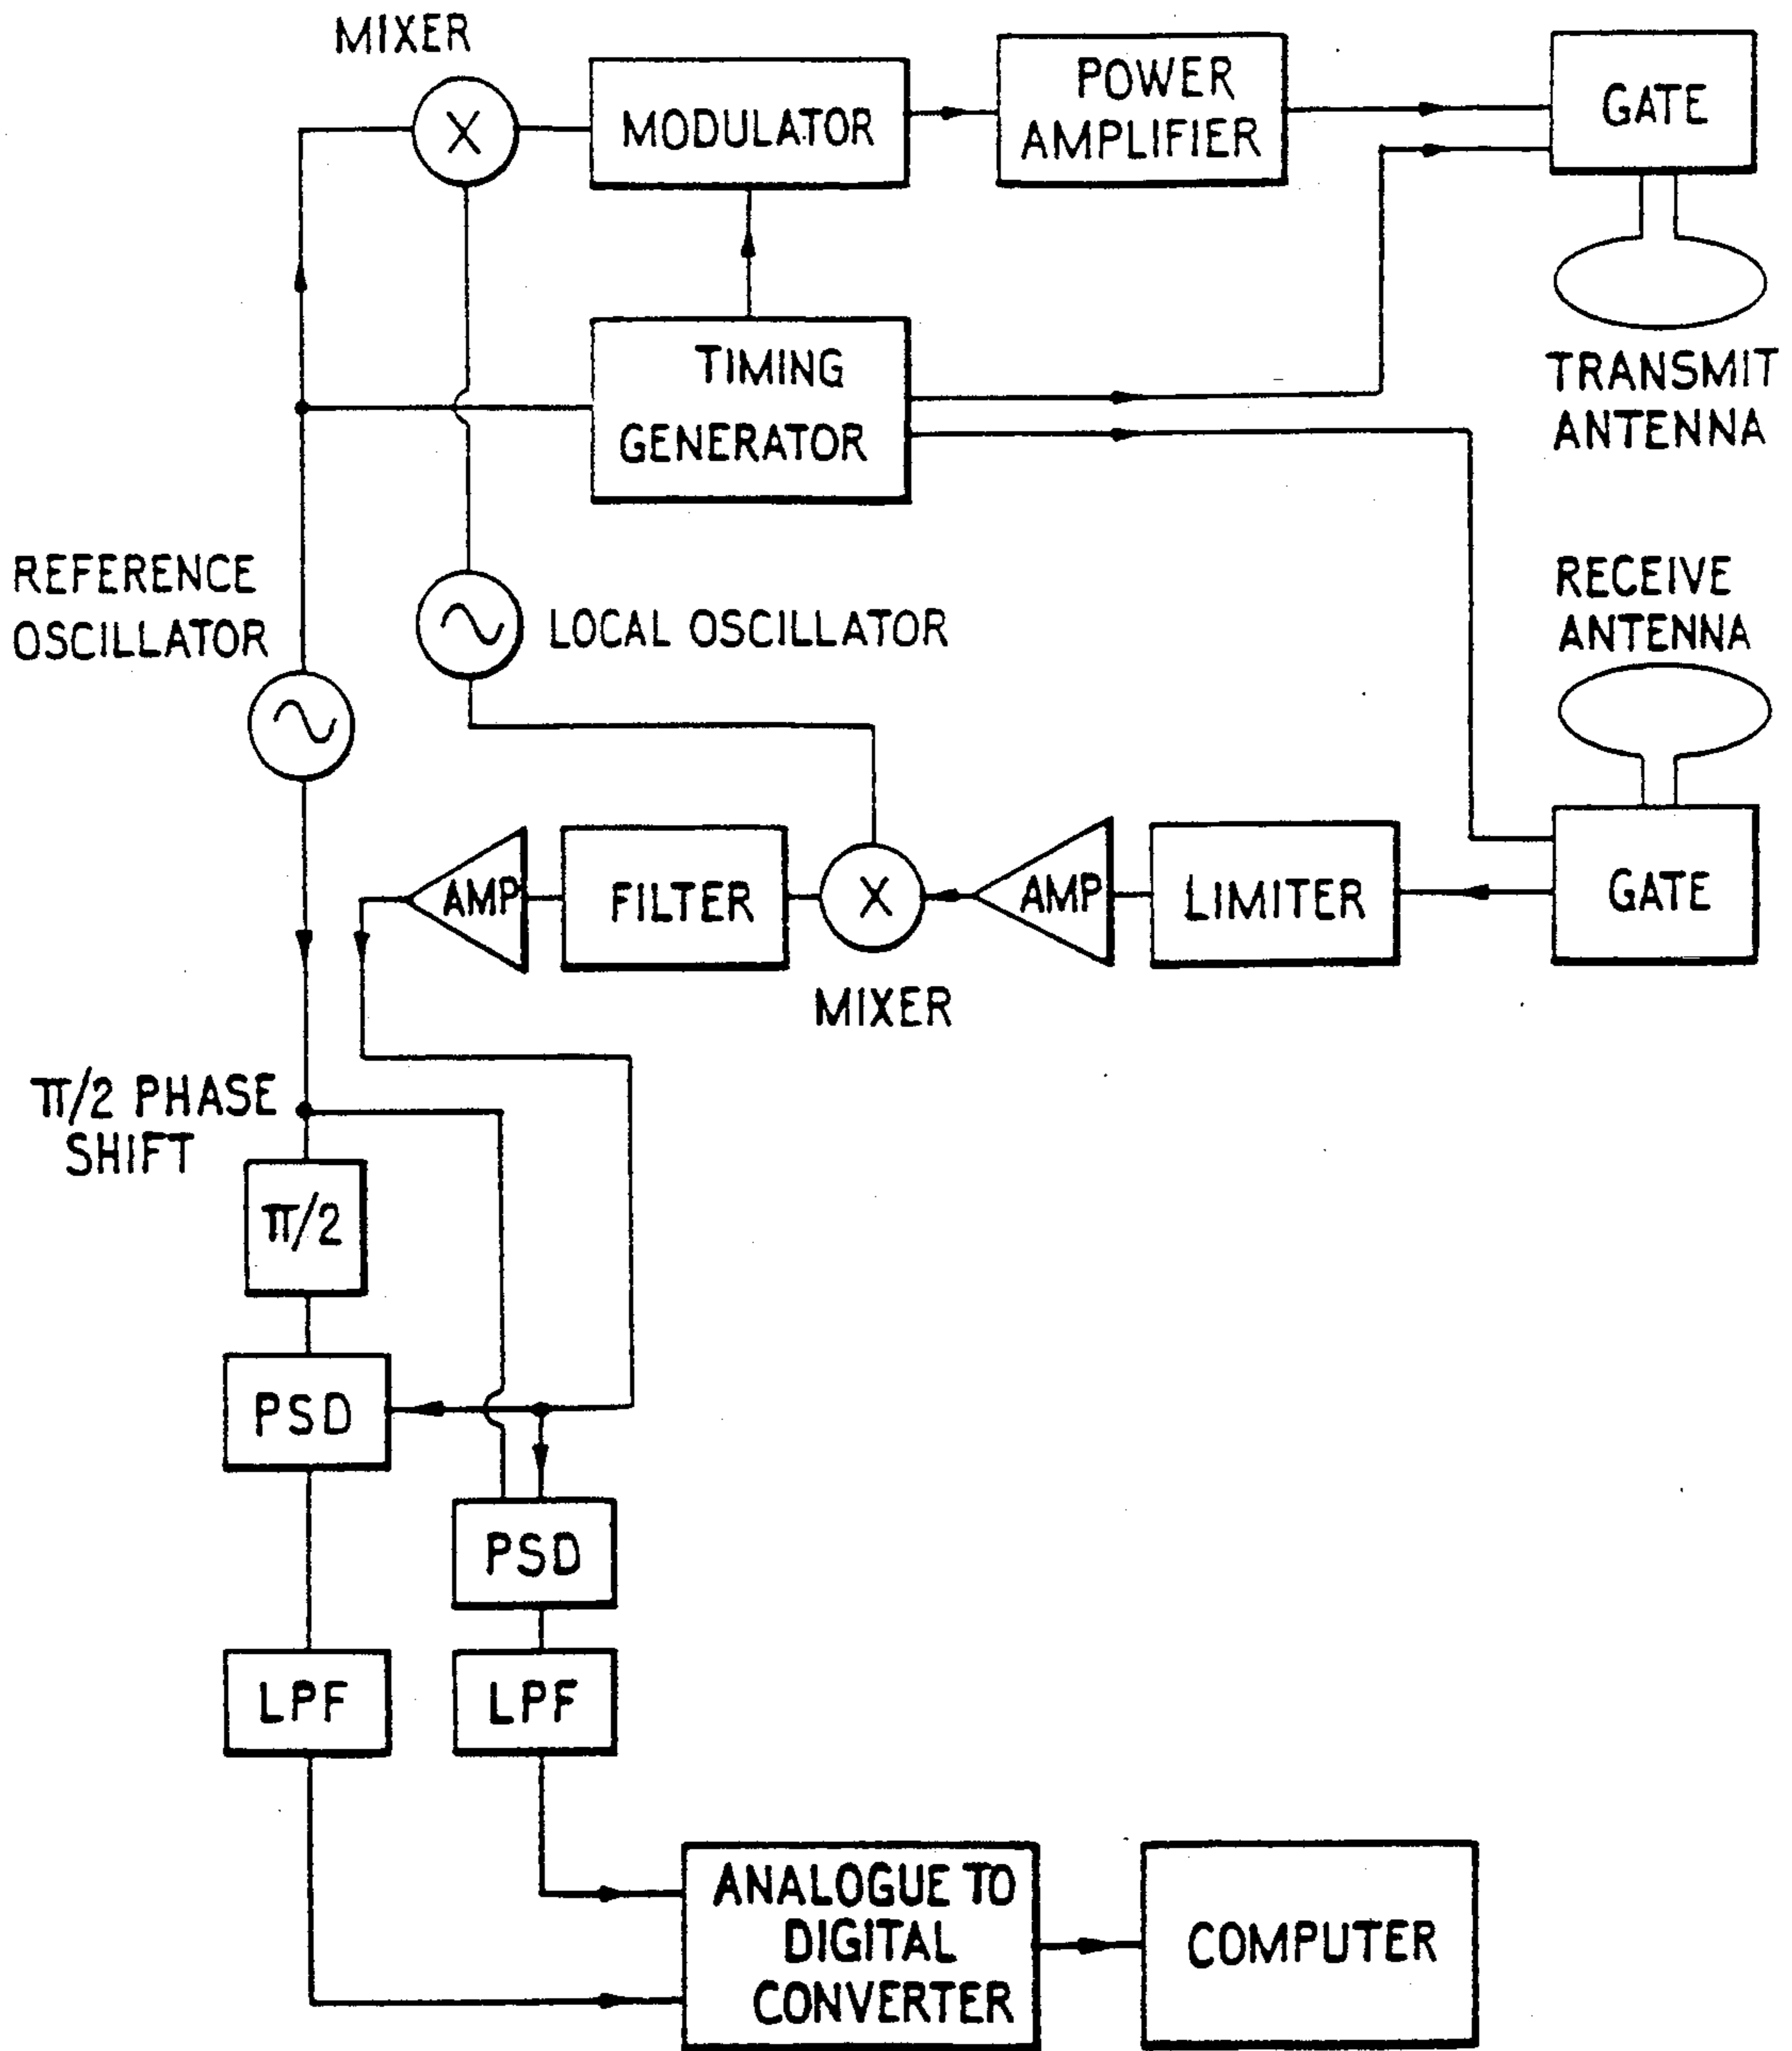 MIXER
X
MODULATOR
POWER
AMPLIFIER
GATE
TRANSMIT
ANTENNA
TIMING
GENERATOR
REFERENCE
OSCILLATOR
LOCAL OSCILLATOR
RECEIVE
ANTENNA
AMP
FILTER
X
AMP
LIMITER
GATE
MIXER
π/2 PHASE
SHIFT
π/2
PSD
PSD
LPF
LPF
ANALOGUE TO
DIGITAL
CONVERTER
COMPUTER